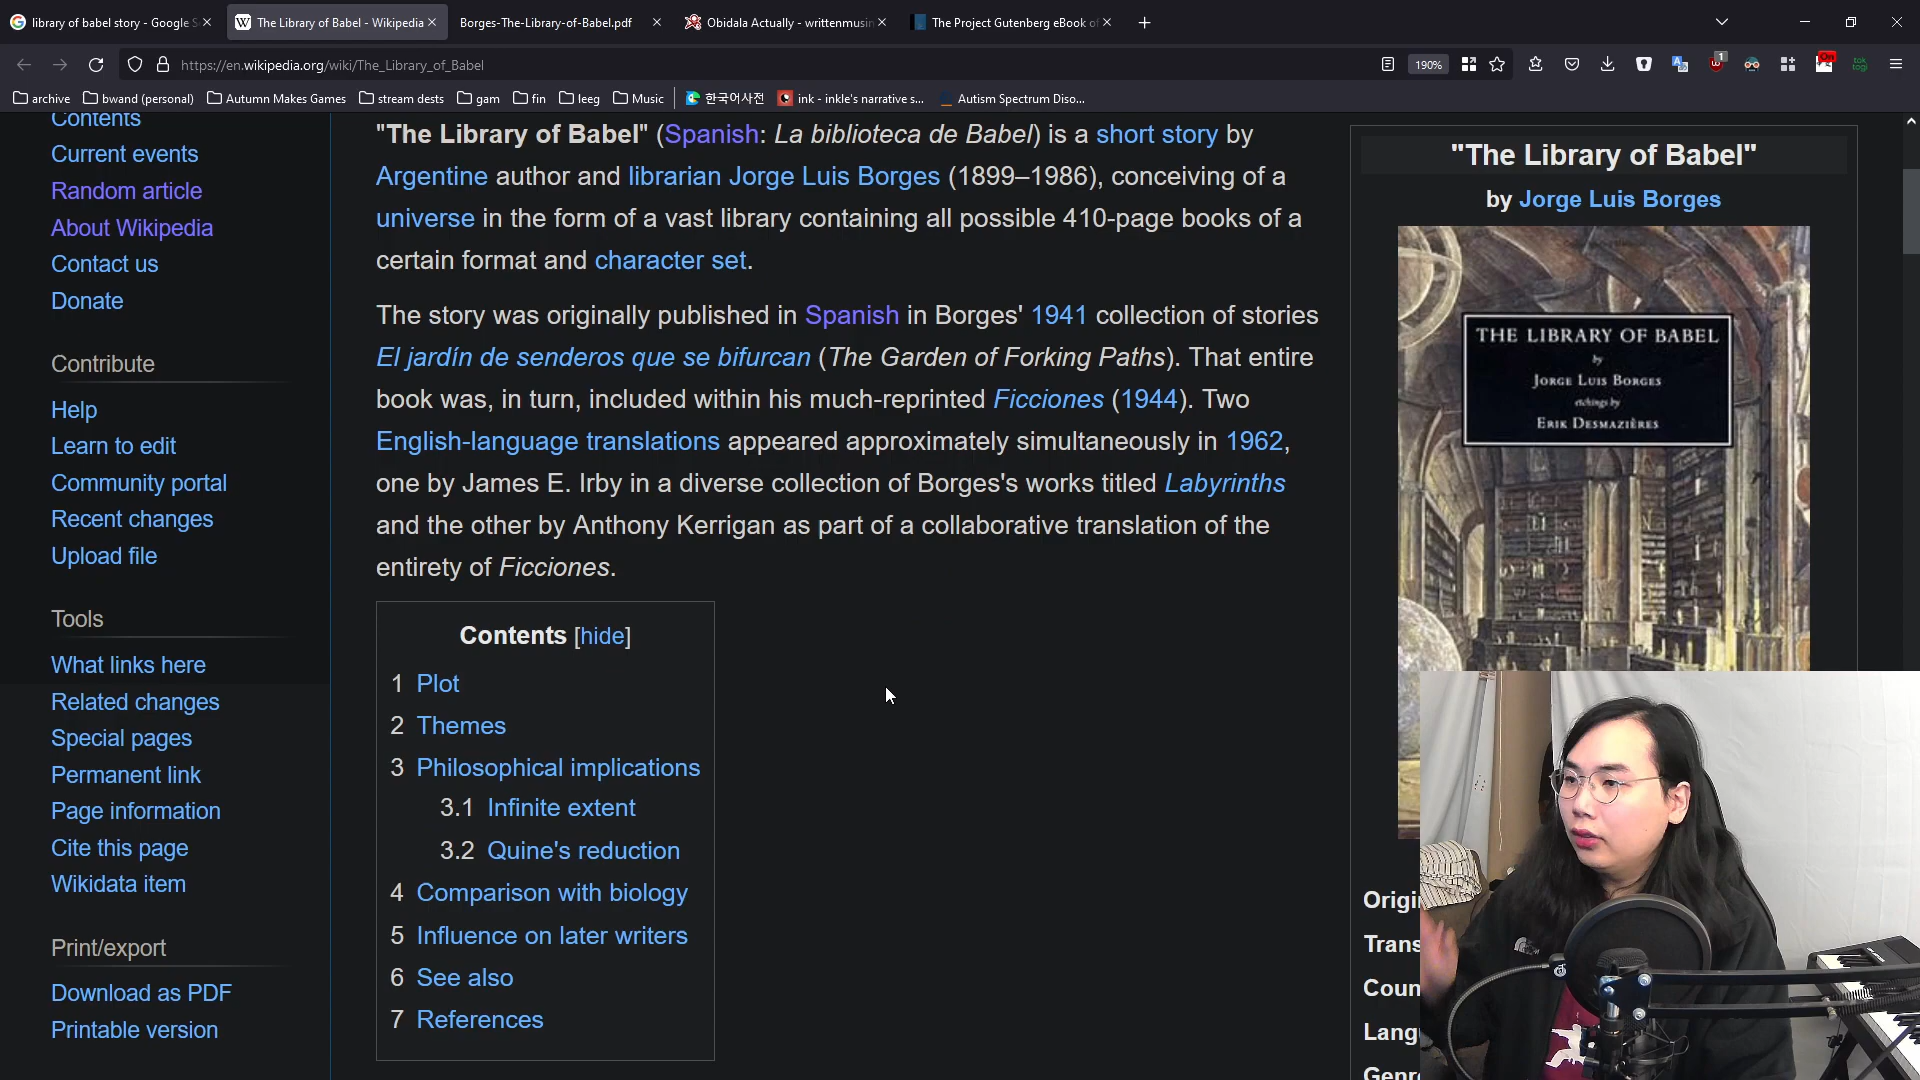 library of babel story - Google S
The Library of Babel - Wikipedia
Borges-The-Library-of-Babel.pdf
Obidala Actually - writtenmusin
The Project Gutenberg eBook of
https://en.wikipedia.org/wiki/The_Library_of_Babel
190%
1
On
tok
togi
archive
bwand (personal)
Autumn Makes Games
stream dests
gam
fin
leeg
Music
한국어사전
ink - inkle's narrative s...
Autism Spectrum Diso...
Contents
Current events
Random article
About Wikipedia
Contact us
Donate
Contribute
Help
Learn to edit
Community portal
Recent changes
Upload file
Tools
What links here
Related changes
Special pages
Permanent link
Page information
Cite this page
Wikidata item
Print/export
Download as PDF
Printable version
"The Library of Babel" (Spanish: La biblioteca de Babel) is a short story by
Argentine author and librarian Jorge Luis Borges (1899–1986), conceiving of a
universe in the form of a vast library containing all possible 410-page books of a
certain format and character set.
The story was originally published in Spanish in Borges' 1941 collection of stories
El jardín de senderos que se bifurcan (The Garden of Forking Paths). That entire
book was, in turn, included within his much-reprinted Ficciones (1944). Two
English-language translations appeared approximately simultaneously in 1962,
one by James E. Irby in a diverse collection of Borges's works titled Labyrinths
and the other by Anthony Kerrigan as part of a collaborative translation of the
entirety of Ficciones.
Contents [hide]
1 Plot
2 Themes
3 Philosophical implications
3.1 Infinite extent
3.2 Quine's reduction
4 Comparison with biology
5 Influence on later writers
6 See also
7 References
"The Library of Babel"
by Jorge Luis Borges
THE LIBRARY OF BABEL
by
JORGE LUIS BORGES
etchings by
ERIK DESMAZIÈRES
Origi
Trans
Coun
Lang
Genre